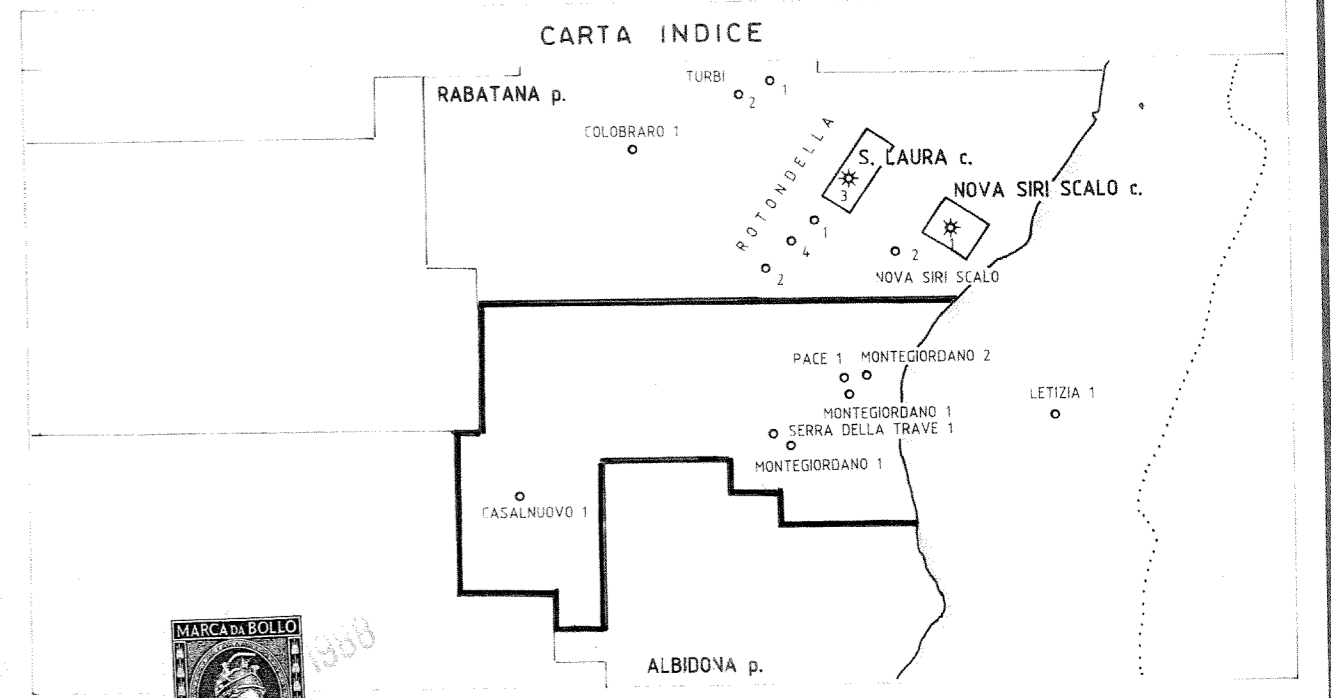 CARTA INDICE
TURBI
1
2
RABATANA p.
COLOBRARO 1
ROTONDELLA
S. LAURA c.
3
NOVA SIRI SCALO c.
1
1
4
2
2
NOVA SIRI SCALO
PACE 1
MONTEGIORDANO 2
LETIZIA 1
MONTEGIORDANO 1
SERRA DELLA TRAVE 1
MONTEGIORDANO 1
CASALNUOVO 1
MARCA DA BOLLO
1988
ALBIDONA p.